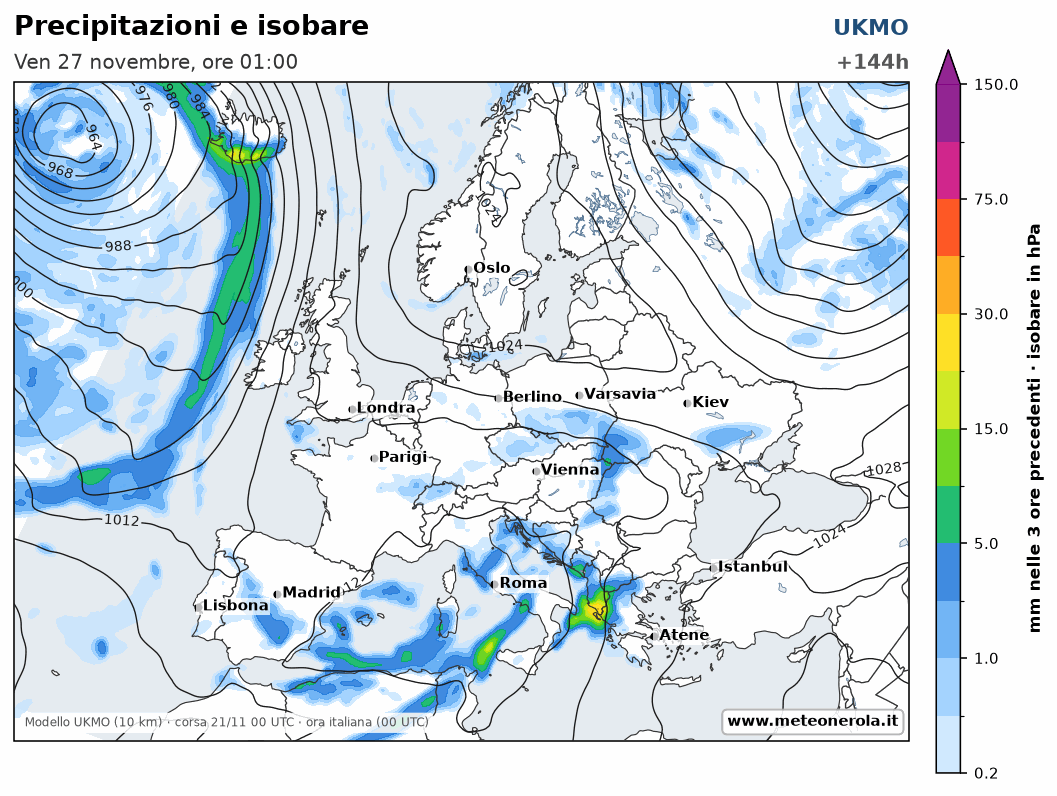 Precipitazioni e isobare
UKMO
Ven 27 novembre, ore 01:00
+144h
976
980
984
964
968
988
1024
1024
1012
1028
1024
Oslo
Londra
Berlino
Varsavia
Kiev
Parigi
Vienna
Roma
Madrid
Lisbona
Istanbul
Atene
Modello UKMO (10 km) · corsa 21/11 00 UTC · ora italiana (00 UTC)
www.meteonerola.it
150.0
75.0
30.0
15.0
5.0
1.0
0.2
mm nelle 3 ore precedenti · isobare in hPa